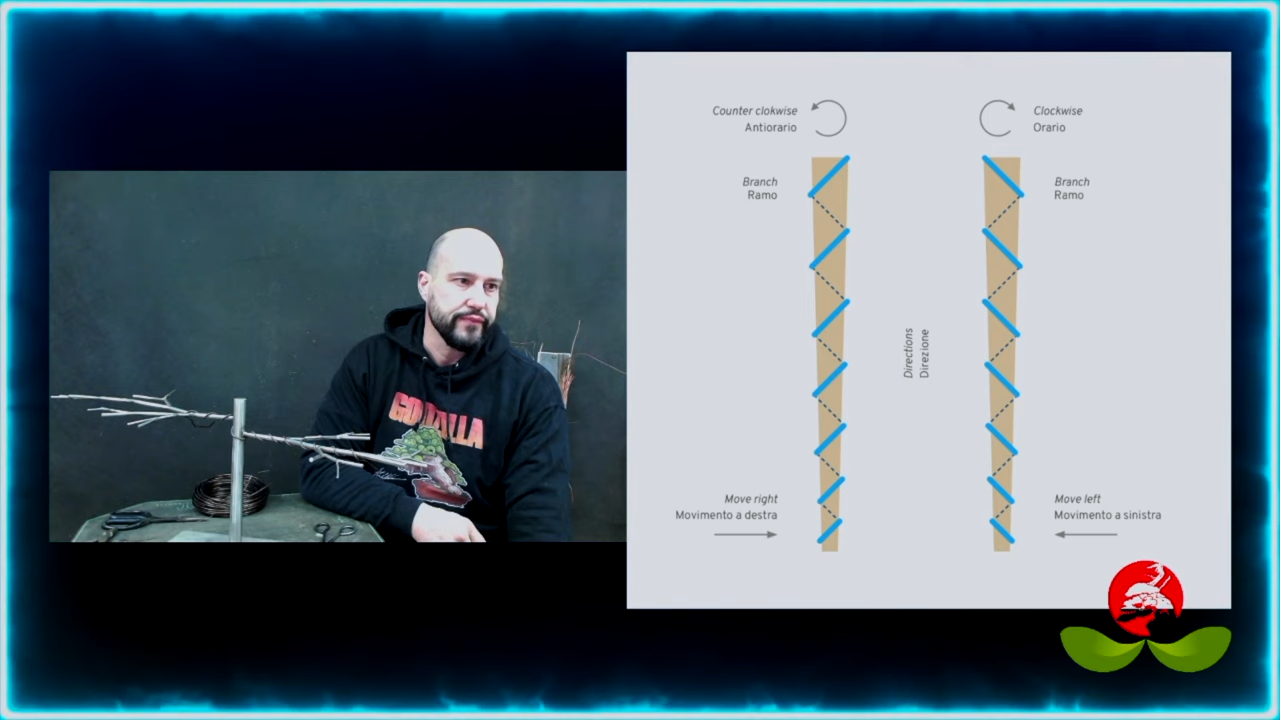 Counter clokwise
Antiorario
Clockwise
Orario
Branch
Ramo
Branch
Ramo
Directions
Direzione
GODZILLA
Move right
Movimento a destra
Move left
Movimento a sinistra